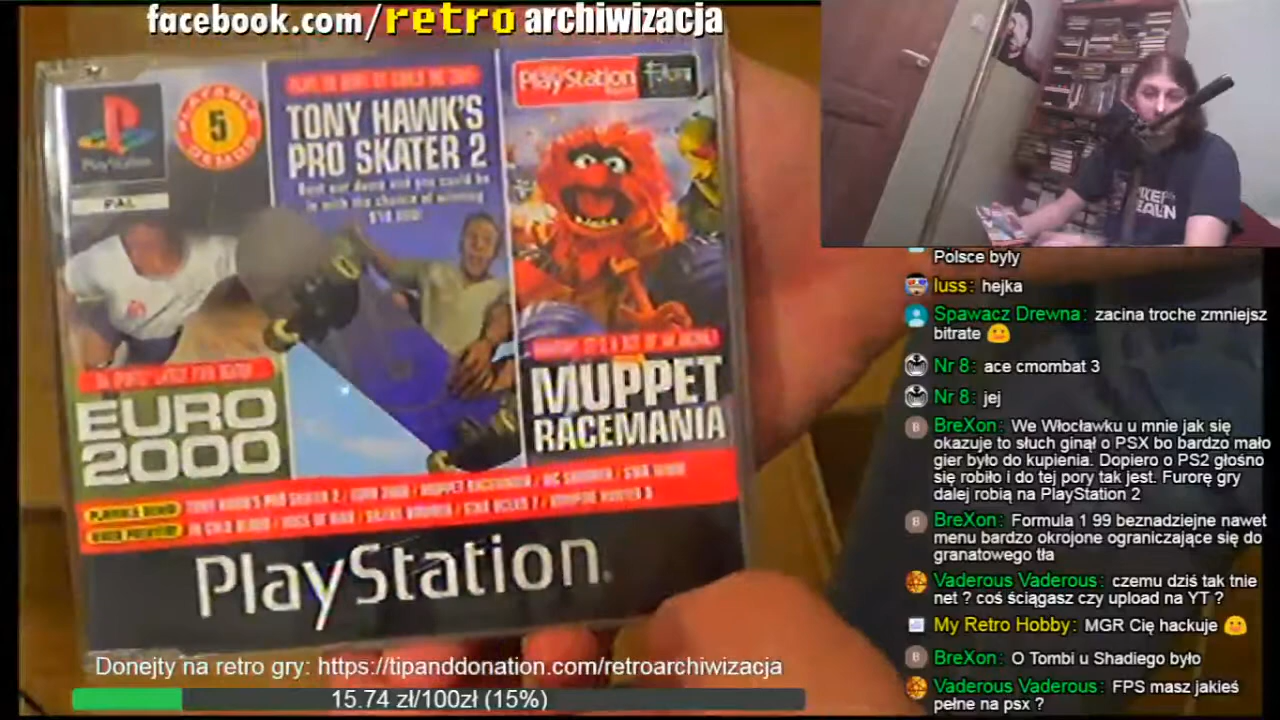 facebook.com/retro archiwizacja
PlayStation
PAL
PLAYABLE
5
DEMOS
TONY HAWK'S
PRO SKATER 2
PlayStation
future
EURO
2000
MUPPET
RACEMANIA
PlayStation
Donejty na retro gry: https://tipanddonation.com/retroarchiwizacja
15.74 zł/100zł (15%)
Polsce były
luss: hejka
Spawacz Drewna: zacina troche zmniejsz
bitrate
Nr 8: ace cmombat 3
Nr 8: jej
BreXon: We Włocławku u mnie jak się
okazuje to słuch ginął o PSX bo bardzo mało
gier było do kupienia. Dopiero o PS2 głośno
się robiło i do tej pory tak jest. Furorę gry
dalej robią na PlayStation 2
BreXon: Formula 1 99 beznadziejne nawet
menu bardzo okrojone ograniczające się do
granatowego tła
Vaderous Vaderous: czemu dziś tak tnie
net ? coś ściągasz czy upload na YT ?
My Retro Hobby: MGR Cię hackuje
BreXon: O Tombi u Shadiego było
Vaderous Vaderous: FPS masz jakieś
pełne na psx ?